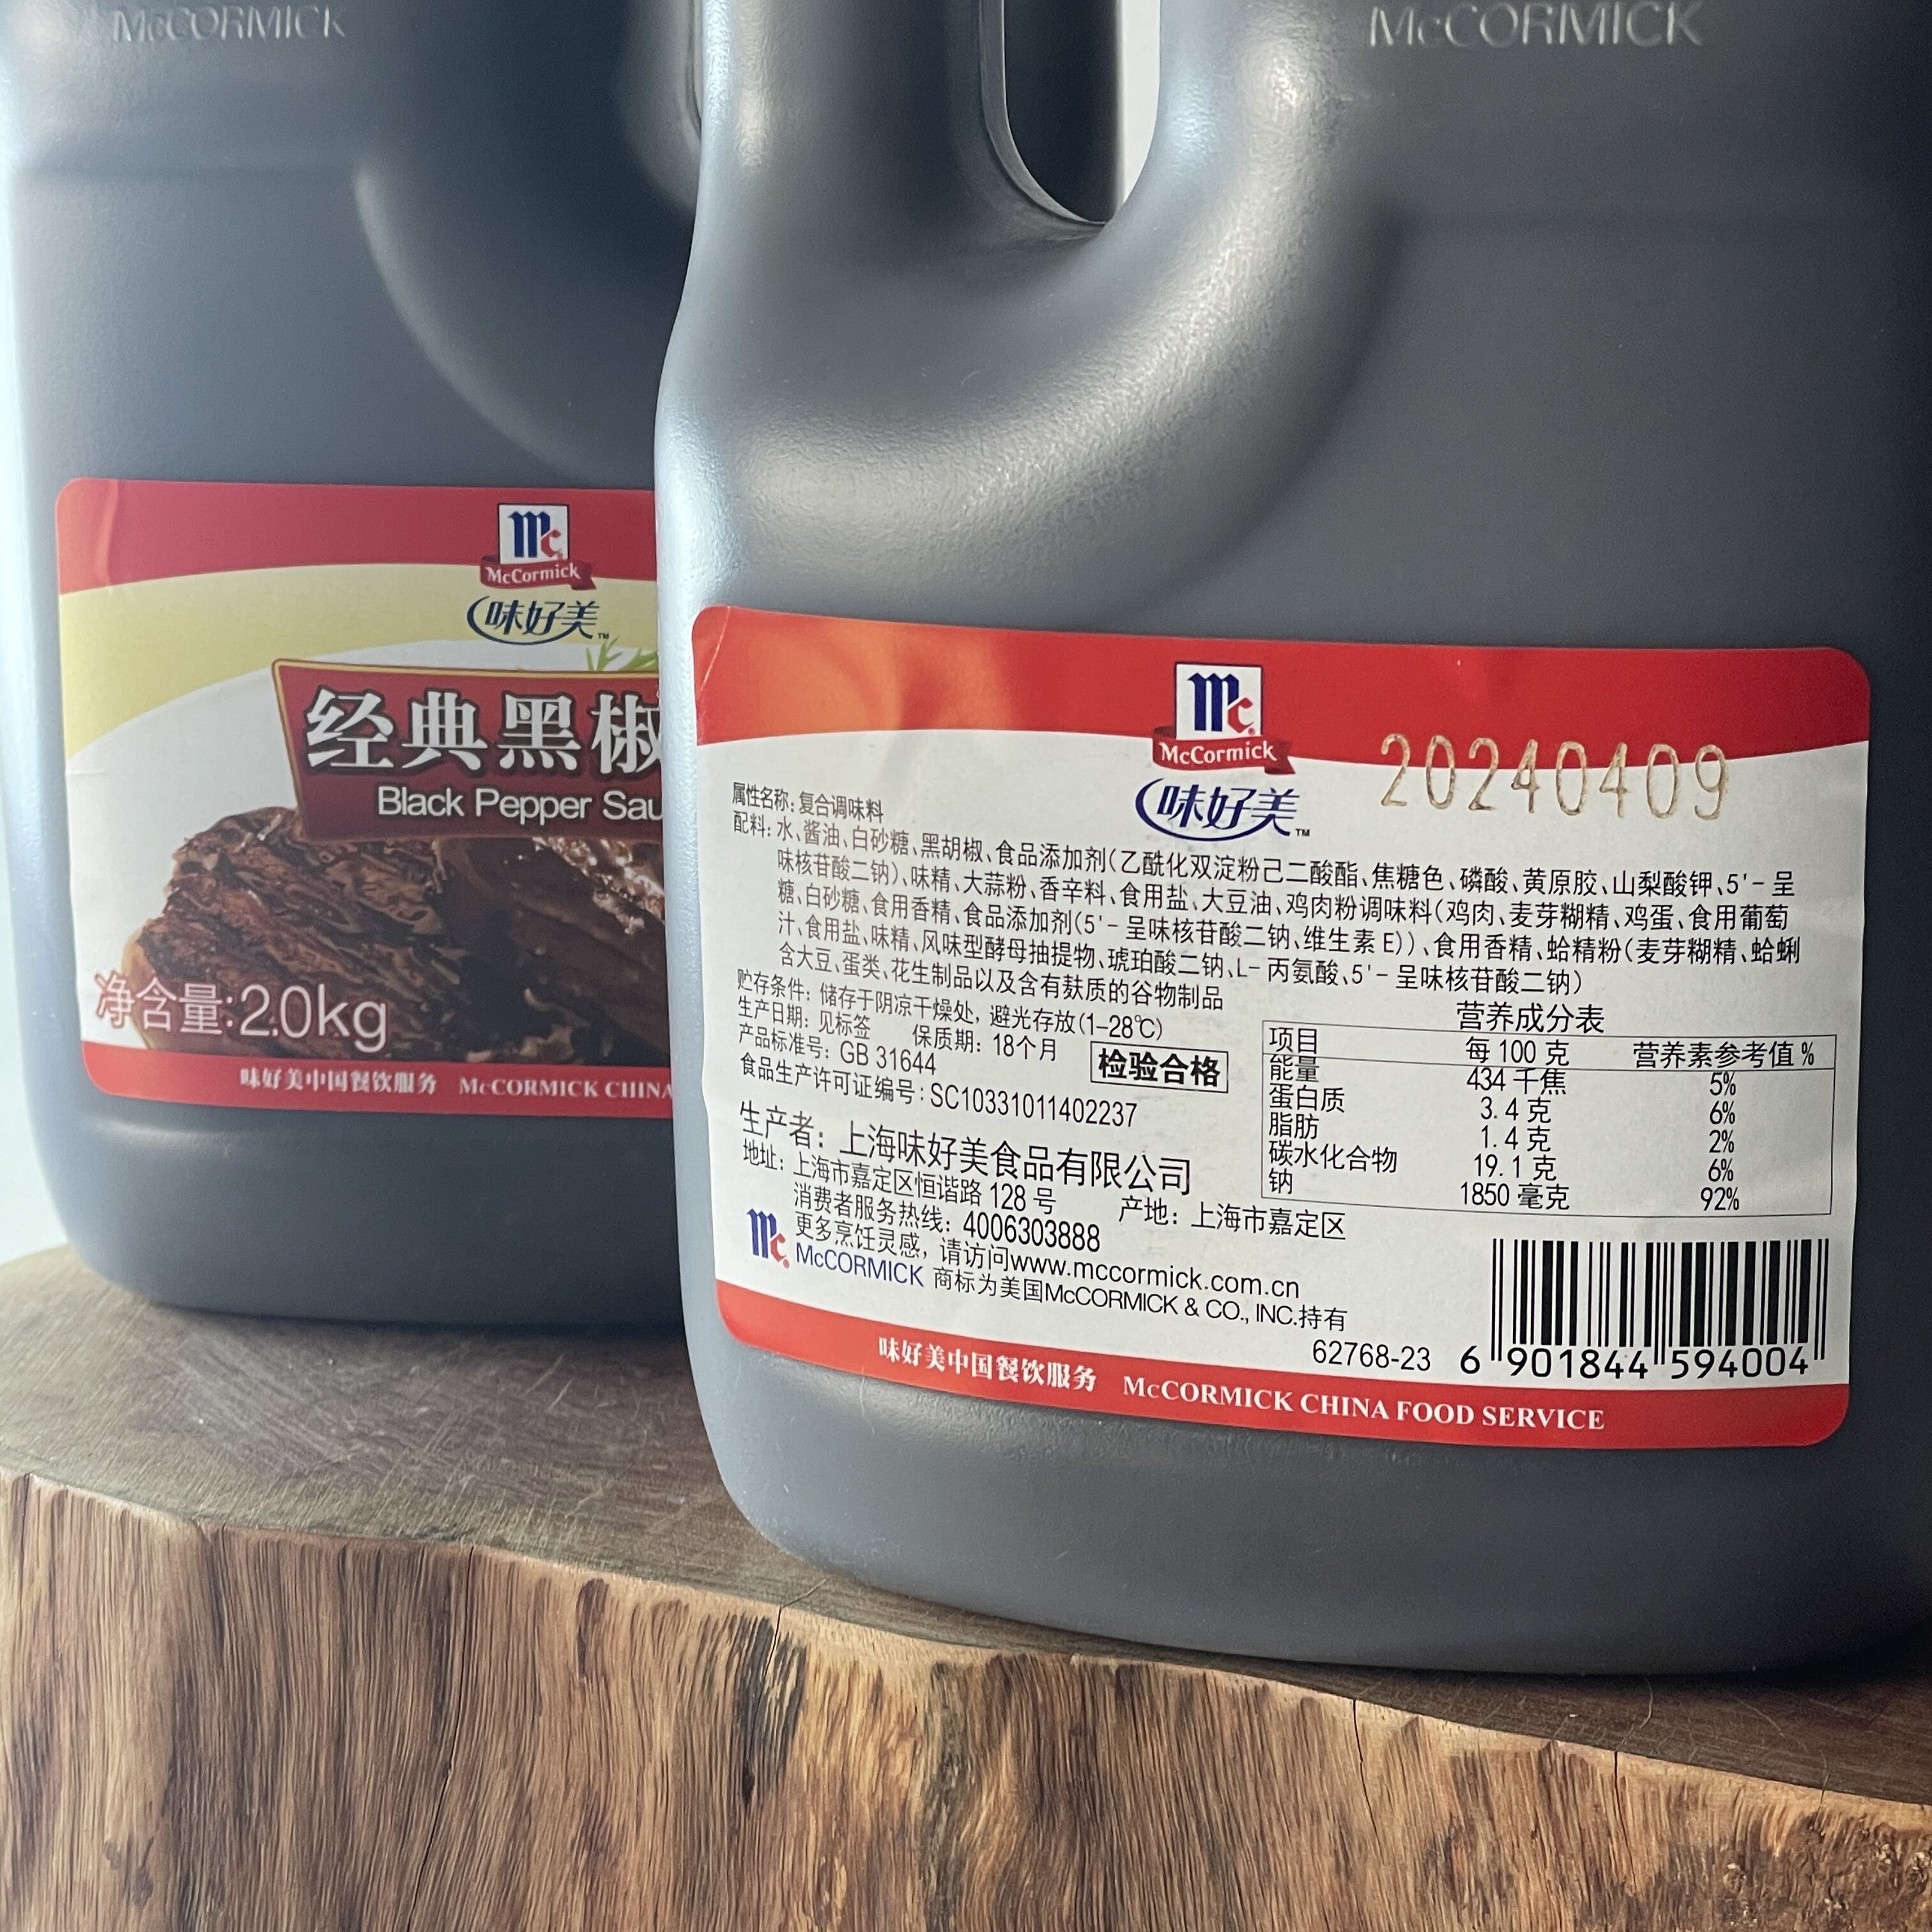 McCORMICK
McCORMICK
mc
McCormick
味好美™
经典黑椒
Black Pepper Sau
净含量:2.0kg
味好美中国餐饮服务 McCORMICK CHINA
mc
McCormick
味好美™
20240409
属性名称: 复合调味料
配料: 水、酱油、白砂糖、黑胡椒、食品添加剂(乙酰化双淀粉己二酸酯、焦糖色、磷酸、黄原胶、山梨酸钾、5'-呈
味核苷酸二钠)、味精、大蒜粉、香辛料、食用盐、大豆油、鸡肉粉调味料(鸡肉、麦芽糊精、鸡蛋、食用葡萄
糖、白砂糖、食用香精、食品添加剂(5'-呈味核苷酸二钠、维生素E))、食用香精、蛤精粉(麦芽糊精、蛤蜊
汁、食用盐、味精、风味型酵母抽提物、琥珀酸二钠、L-丙氨酸、5'-呈味核苷酸二钠)
含大豆、蛋类、花生制品以及含有麸质的谷物制品
贮存条件: 储存于阴凉干燥处, 避光存放(1-28℃)
生产日期: 见标签 保质期: 18个月
产品标准号: GB 31644
检验合格
食品生产许可证编号: SC10331011402237
生产者: 上海味好美食品有限公司
地址: 上海市嘉定区恒谐路 128 号 产地: 上海市嘉定区
消费者服务热线: 4006303888
更多烹饪灵感, 请访问www.mccormick.com.cn
mc McCORMICK 商标为美国McCORMICK & CO., INC.持有
营养成分表
项目 每 100 克 营养素参考值 %
能量 434 千焦 5%
蛋白质 3.4 克 6%
脂肪 1.4 克 2%
碳水化合物 19.1 克 6%
钠 1850 毫克 92%
62768-23
6 901844 594004
味好美中国餐饮服务 McCORMICK CHINA FOOD SERVICE